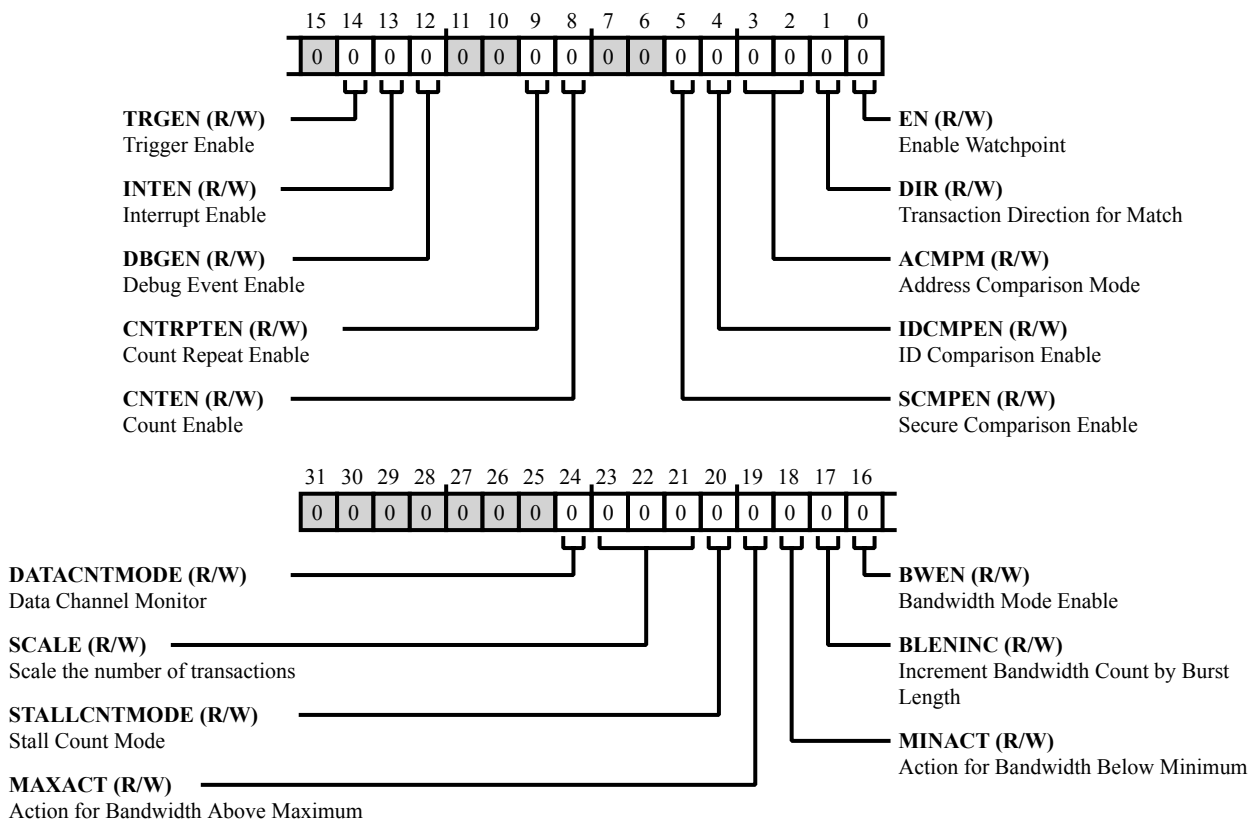 15 14 13 12 11 10 9 8 7 6 5 4 3 2 1 0
0 0 0 0 0 0 0 0 0 0 0 0 0 0 0 0
TRGEN (R/W)
Trigger Enable
INTEN (R/W)
Interrupt Enable
DBGEN (R/W)
Debug Event Enable
CNTRPTEN (R/W)
Count Repeat Enable
CNTEN (R/W)
Count Enable
EN (R/W)
Enable Watchpoint
DIR (R/W)
Transaction Direction for Match
ACMPM (R/W)
Address Comparison Mode
IDCMPEN (R/W)
ID Comparison Enable
SCMPEN (R/W)
Secure Comparison Enable
31 30 29 28 27 26 25 24 23 22 21 20 19 18 17 16
0 0 0 0 0 0 0 0 0 0 0 0 0 0 0 0
DATACNTMODE (R/W)
Data Channel Monitor
SCALE (R/W)
Scale the number of transactions
STALLCNTMODE (R/W)
Stall Count Mode
MAXACT (R/W)
Action for Bandwidth Above Maximum
BWEN (R/W)
Bandwidth Mode Enable
BLENINC (R/W)
Increment Bandwidth Count by Burst
Length
MINACT (R/W)
Action for Bandwidth Below Minimum